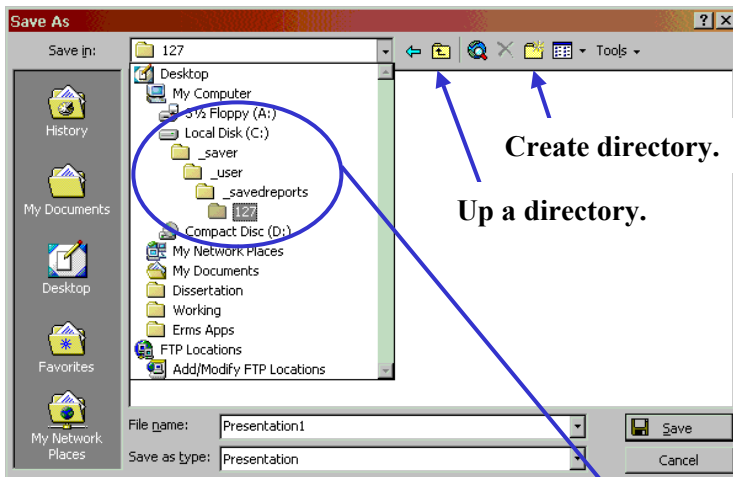 Save As
Save in:
127
Tools
Desktop
My Computer
3½ Floppy (A:)
Local Disk (C:)
_saver
_user
_savedreports
127
Compact Disc (D:)
My Network Places
My Documents
Dissertation
Working
Erms Apps
FTP Locations
Add/Modify FTP Locations
History
My Documents
Desktop
Favorites
My Network
Places
Create directory.
Up a directory.
File name:
Presentation1
Save
Save as type:
Presentation
Cancel